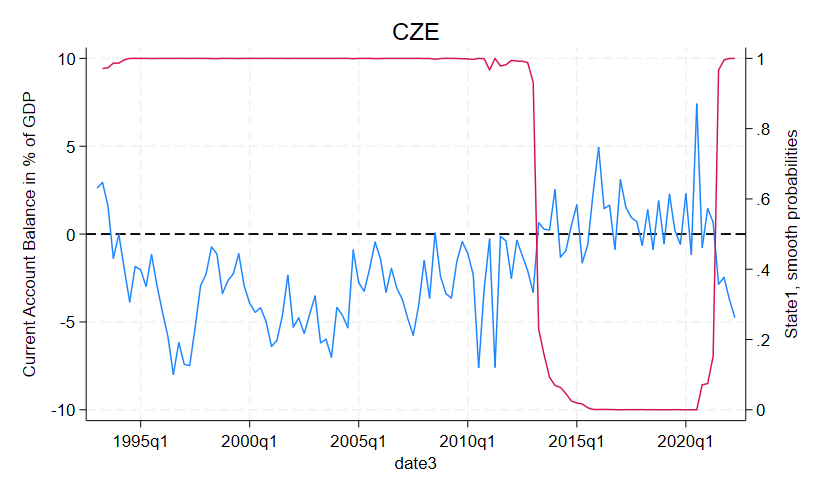 CZE
Current Account Balance in % of GDP
10
5
0
-5
-10
1
.8
.6
.4
.2
0
State1, smooth probabilities
1995q1 2000q1 2005q1 2010q1 2015q1 2020q1
date3